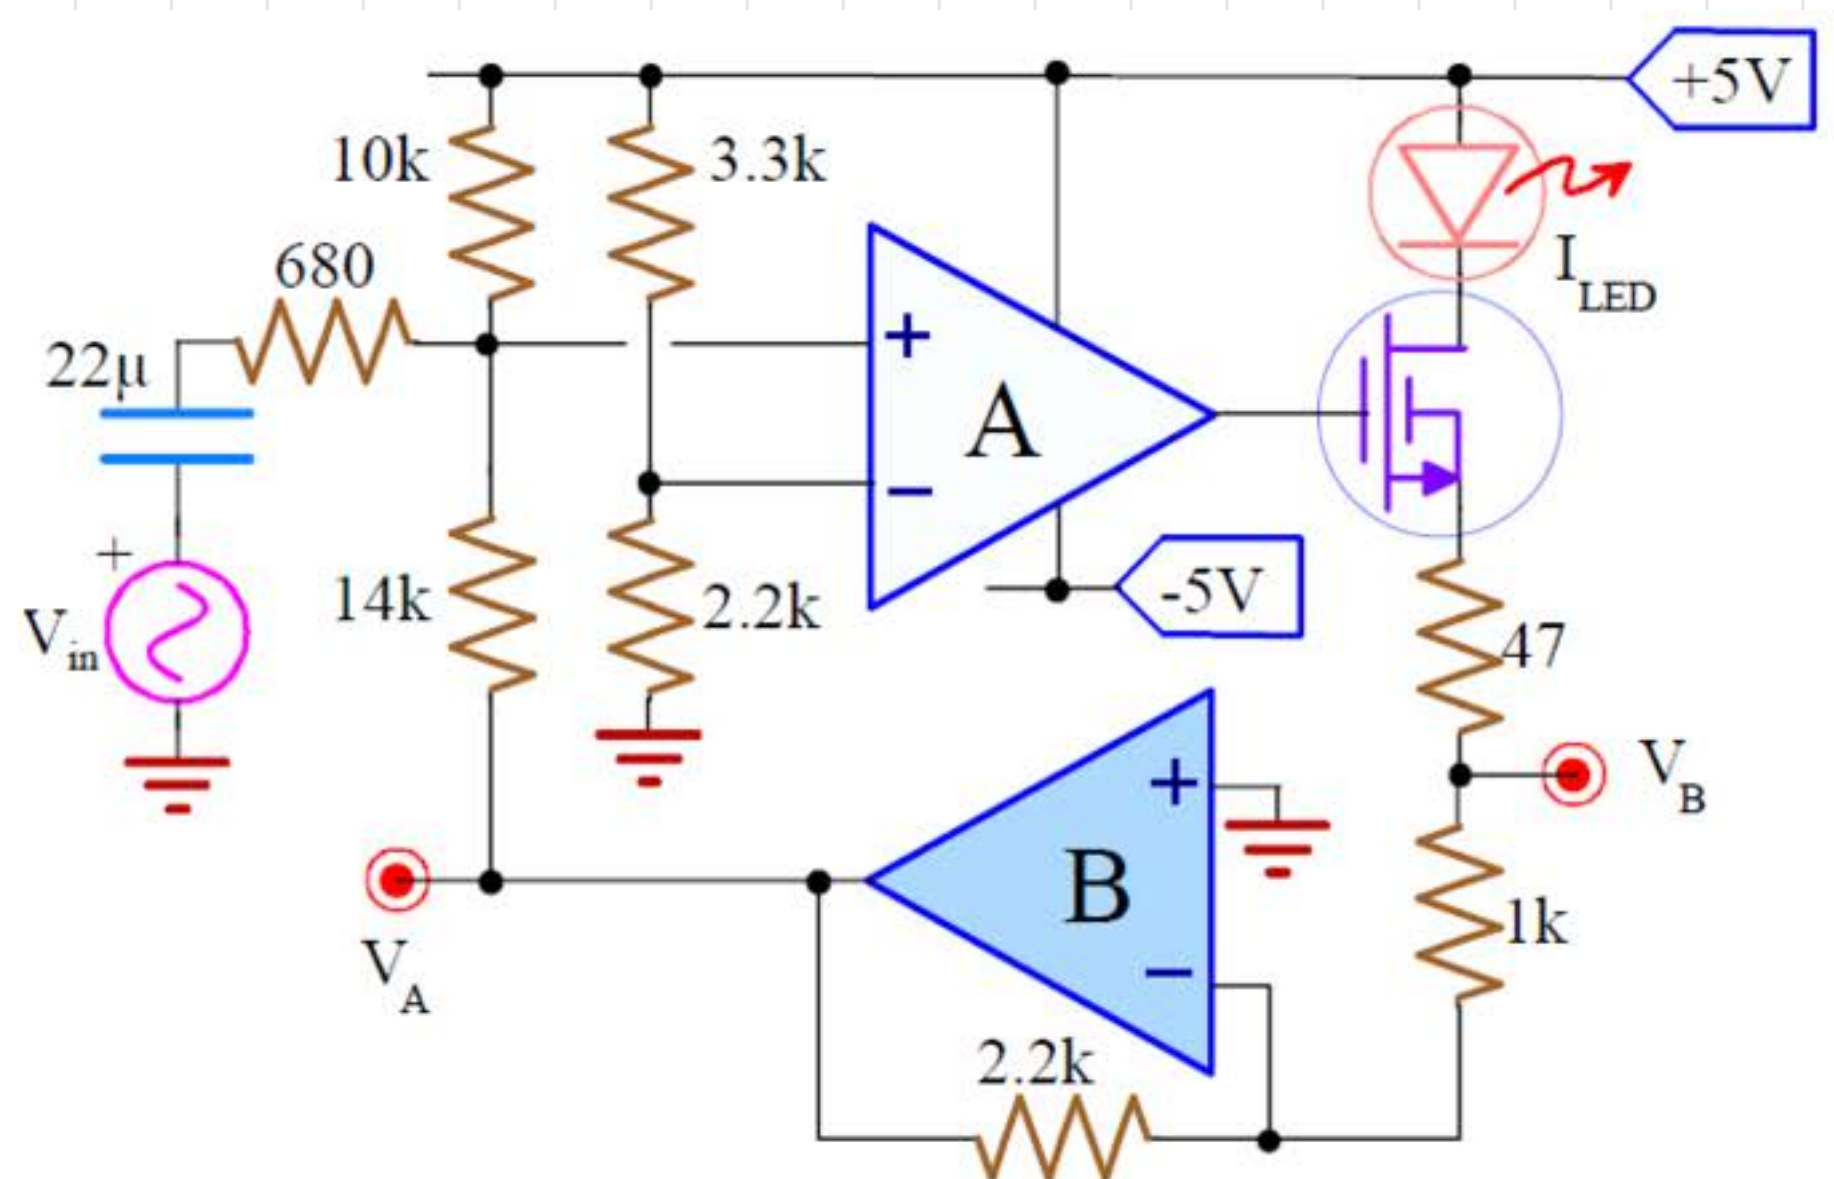 +5V
10k
3.3k
680
I LED
22μ
+
A
−
+
-5V
V in
14k
2.2k
47
+
V B
B
1k
−
V A
2.2k